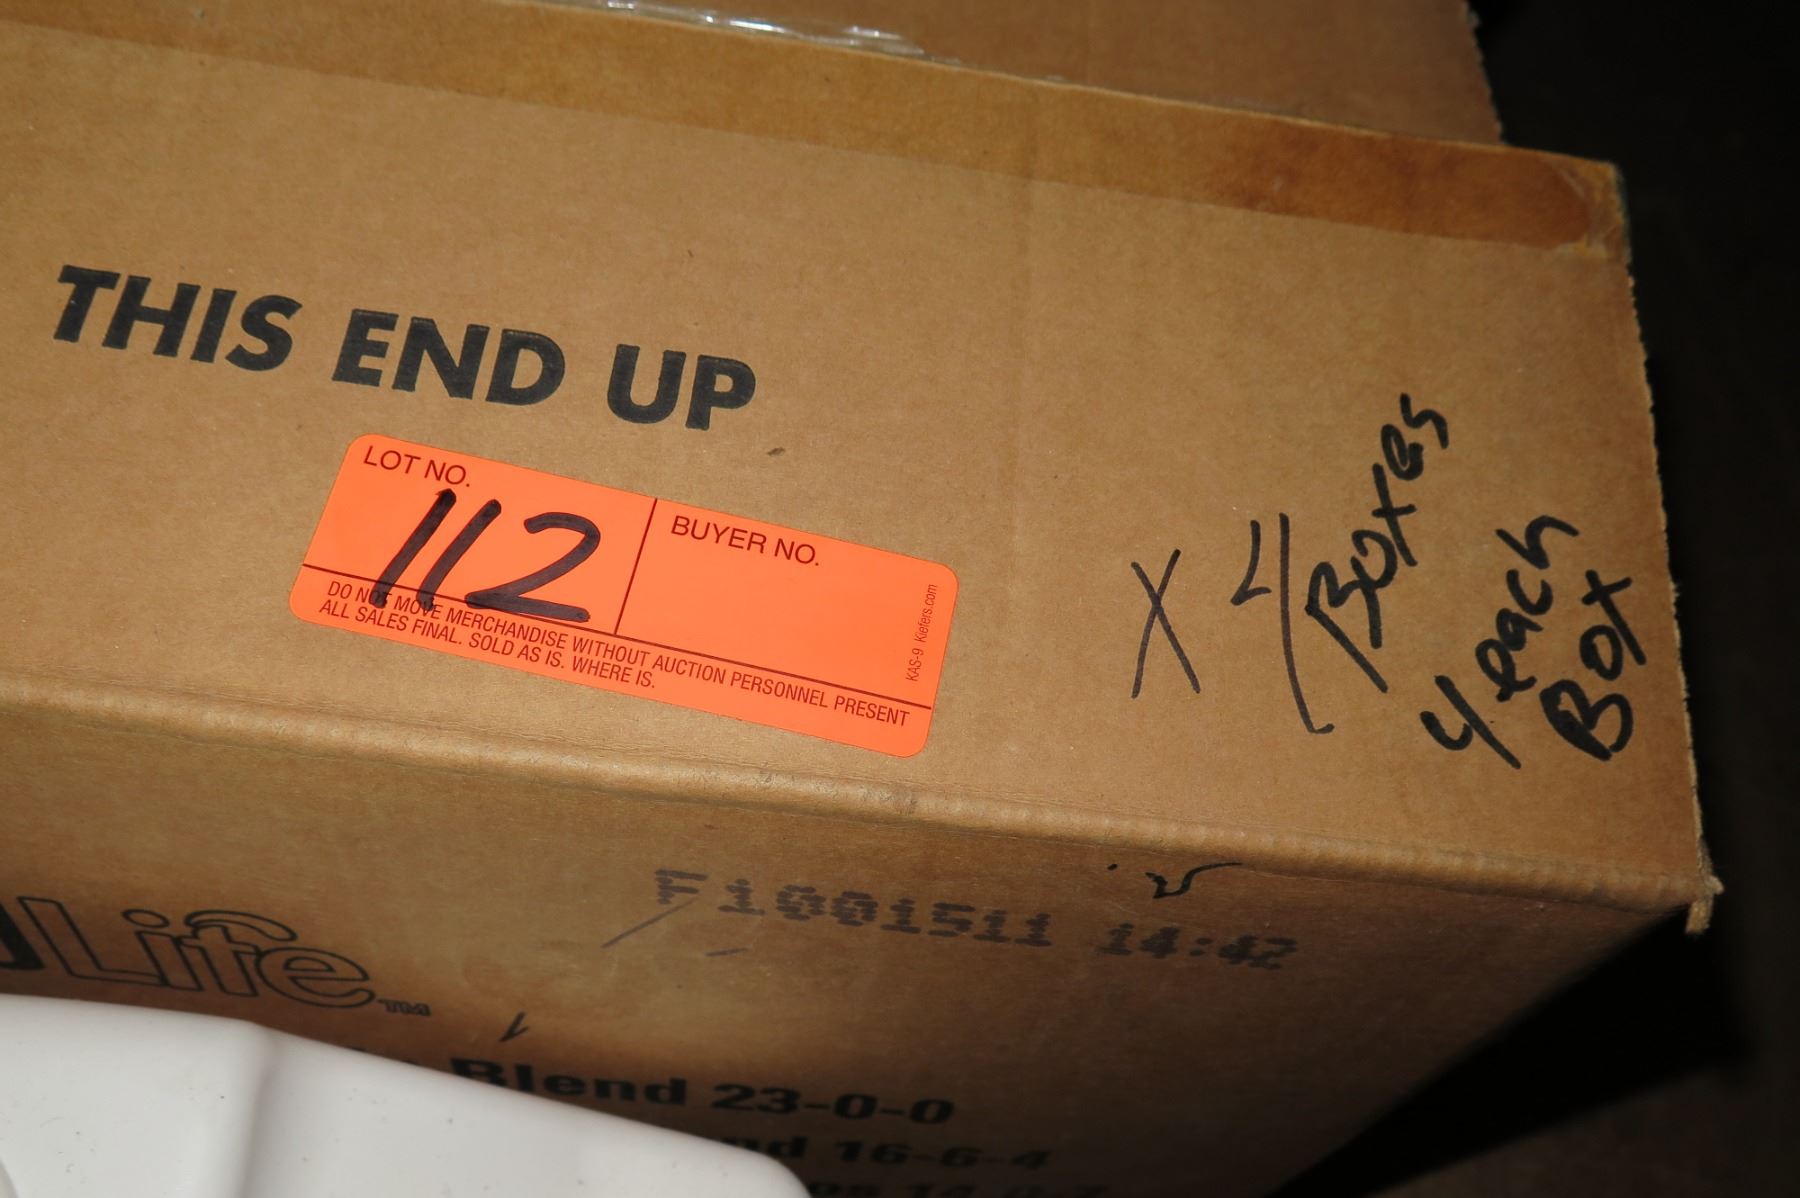 THIS END UP
LOT NO.
112
BUYER NO.
DO NOT MOVE MERCHANDISE WITHOUT AUCTION PERSONNEL PRESENT
ALL SALES FINAL. SOLD AS IS. WHERE IS.
KAS-9 Kiefers.com
X 4 Boxes
4 each
Box
14:42
Life™
Blend 23-0-0
16-6-4